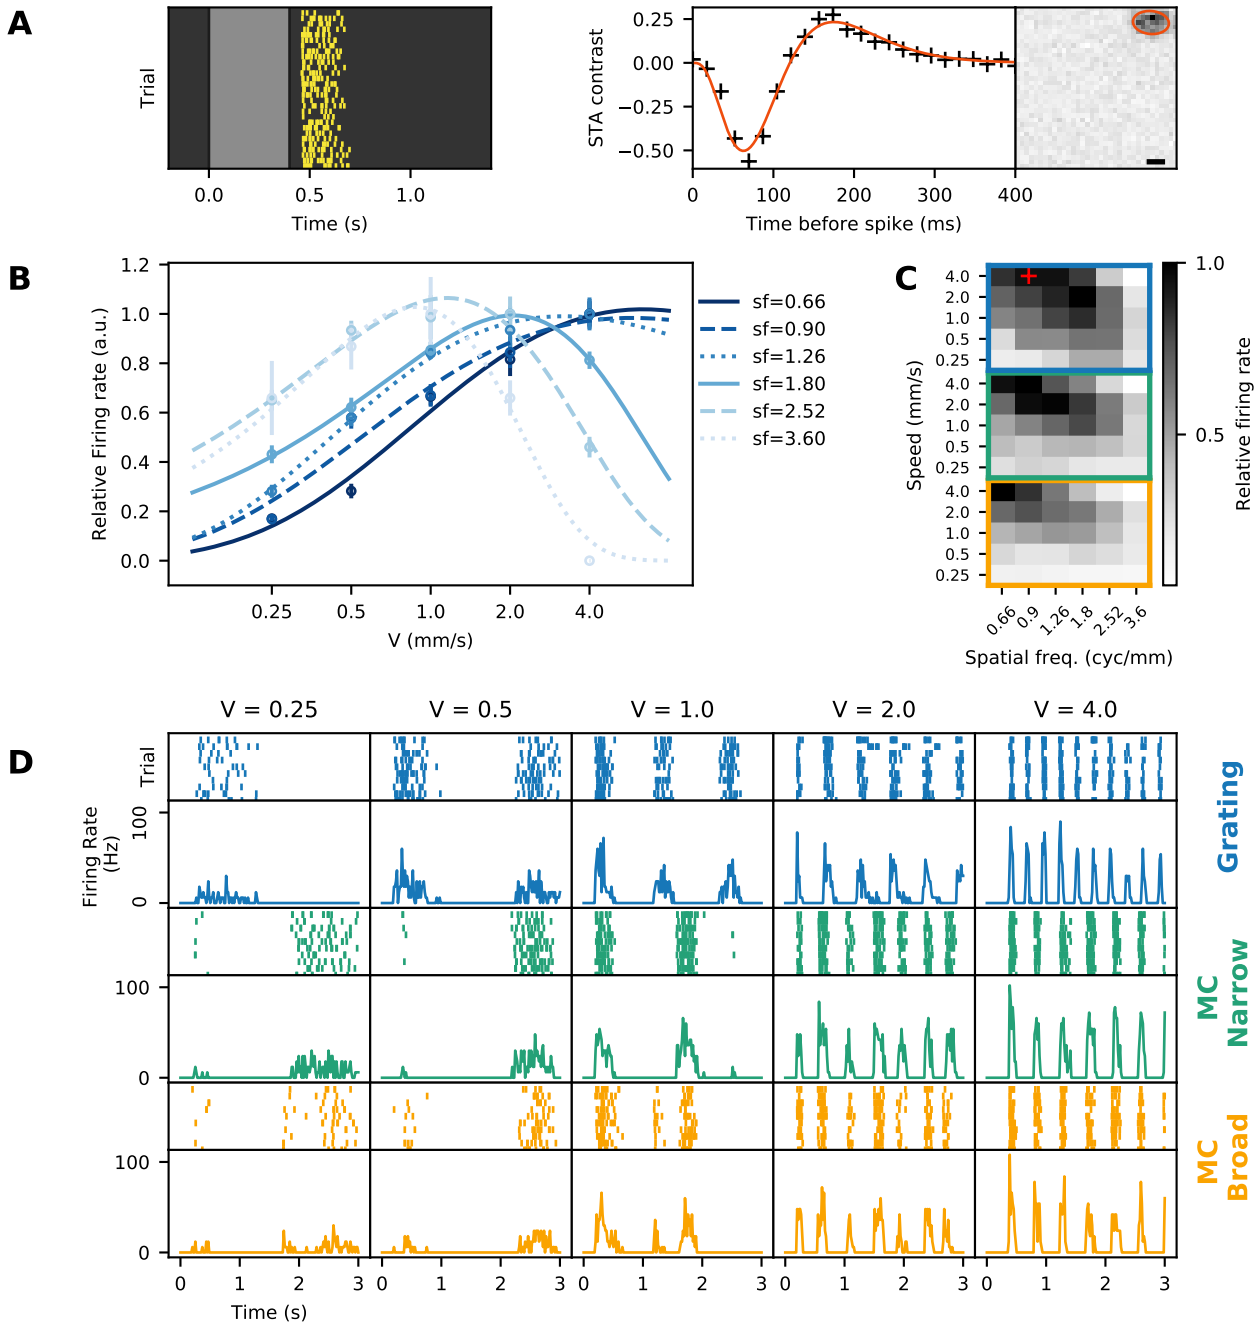 A
Trial
0.0
0.5
1.0
Time (s)
STA contrast
0.25
0.00
−0.25
−0.50
0
100
200
300
400
Time before spike (ms)
B
Relative Firing rate (a.u.)
1.2
1.0
0.8
0.6
0.4
0.2
0.0
0.25
0.5
1.0
2.0
4.0
V (mm/s)
sf=0.66
sf=0.90
sf=1.26
sf=1.80
sf=2.52
sf=3.60
C
Speed (mm/s)
4.0
2.0
1.0
0.5
0.25
4.0
2.0
1.0
0.5
0.25
4.0
2.0
1.0
0.5
0.25
0.66
0.9
1.26
1.8
2.52
3.6
Spatial freq. (cyc/mm)
1.0
0.5
Relative firing rate
D
V = 0.25
V = 0.5
V = 1.0
V = 2.0
V = 4.0
Trial
Firing Rate
(Hz)
100
0
Grating
100
0
MC
Narrow
100
0
MC
Broad
0
1
2
3
0
1
2
3
0
1
2
3
0
1
2
3
0
1
2
3
Time (s)